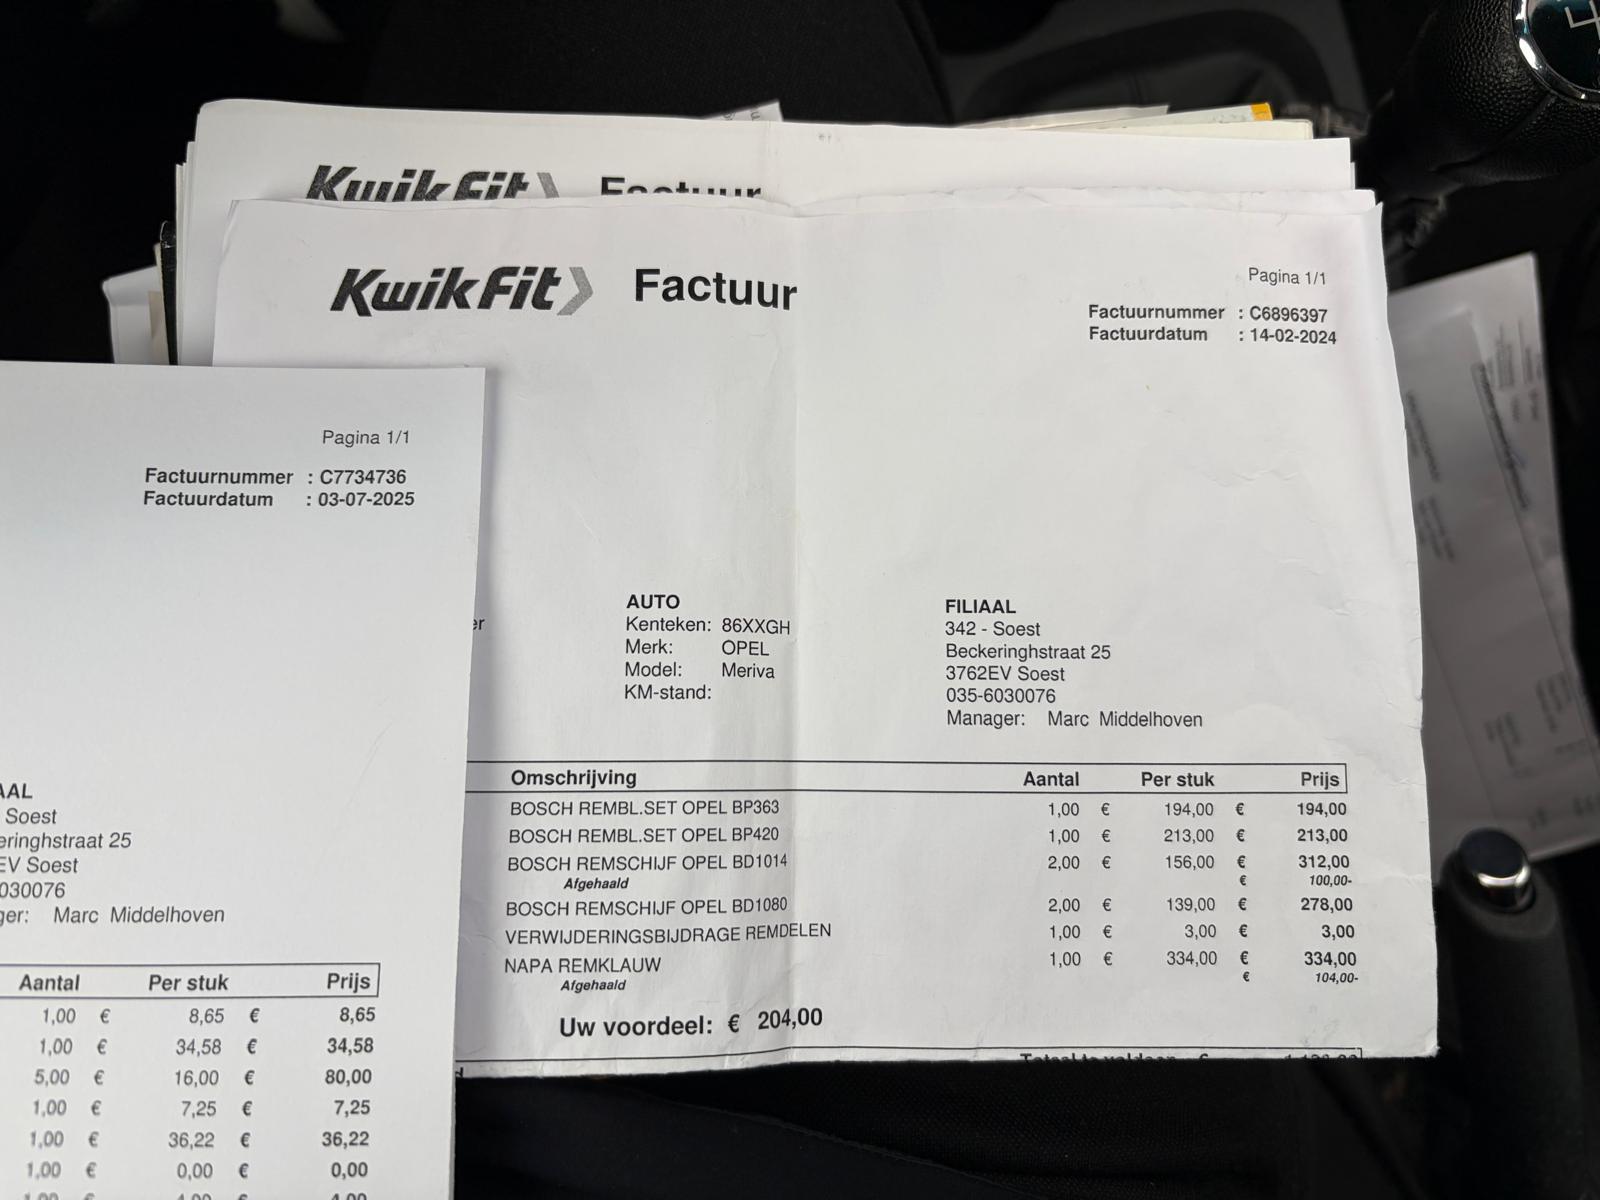 KwikFit Factuur
KwikFit Factuur
Pagina 1/1
Factuurnummer : C6896397
Factuurdatum : 14-02-2024
AUTO
Kenteken: 86XXGH
Merk: OPEL
Model: Meriva
KM-stand:
FILIAAL
342 - Soest
Beckeringhstraat 25
3762EV Soest
035-6030076
Manager: Marc Middelhoven
Omschrijving Aantal Per stuk Prijs
BOSCH REMBL.SET OPEL BP363 1,00 € 194,00 € 194,00
BOSCH REMBL.SET OPEL BP420 1,00 € 213,00 € 213,00
BOSCH REMSCHIJF OPEL BD1014 2,00 € 156,00 € 312,00
Afgehaald € 100,00-
BOSCH REMSCHIJF OPEL BD1080 2,00 € 139,00 € 278,00
VERWIJDERINGSBIJDRAGE REMDELEN 1,00 € 3,00 € 3,00
NAPA REMKLAUW 1,00 € 334,00 € 334,00
Afgehaald € 104,00-
Uw voordeel: € 204,00
Pagina 1/1
Factuurnummer : C7734736
Factuurdatum : 03-07-2025
AAL
Soest
eringhstraat 25
EV Soest
6030076
ger: Marc Middelhoven
Aantal Per stuk Prijs
1,00 € 8,65 € 8,65
1,00 € 34,58 € 34,58
5,00 € 16,00 € 80,00
1,00 € 7,25 € 7,25
1,00 € 36,22 € 36,22
1,00 € 0,00 € 0,00